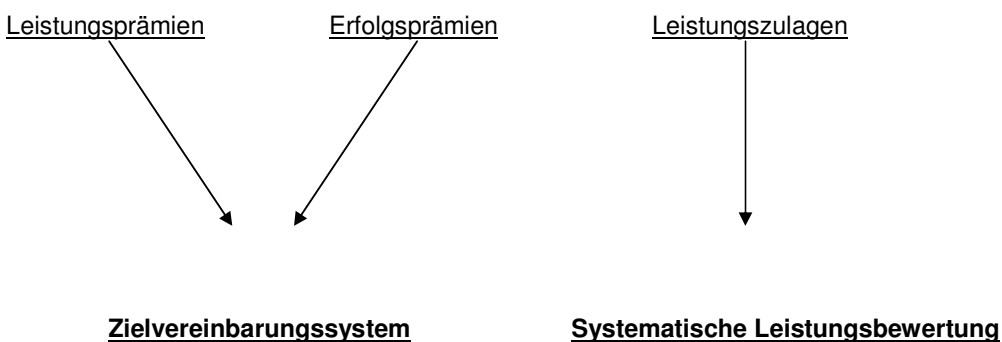 Leistungsprämien Erfolgsprämien Leistungszulagen
Zielvereinbarungssystem Systematische Leistungsbewertung